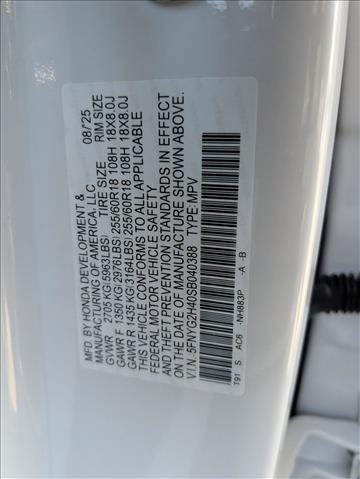 MFD. BY HONDA DEVELOPMENT & 08/25
MANUFACTURING OF AMERICA, LLC
TIRE SIZE RIM SIZE
GVWR 2705 KG(5963LBS)
GAWR F 1350 KG(2976LBS) 255/60R18 108H 18X8.0J
GAWR R 1435 KG(3164LBS) 255/60R18 108H 18X8.0J
THIS VEHICLE CONFORMS TO ALL APPLICABLE
FEDERAL MOTOR VEHICLE SAFETY
AND THEFT PREVENTION STANDARDS IN EFFECT
ON THE DATE OF MANUFACTURE SHOWN ABOVE.
V.I.N. 5FNYG2H40SB040388 TYPE: MPV
T91 S AC6 -NH883P -A -B